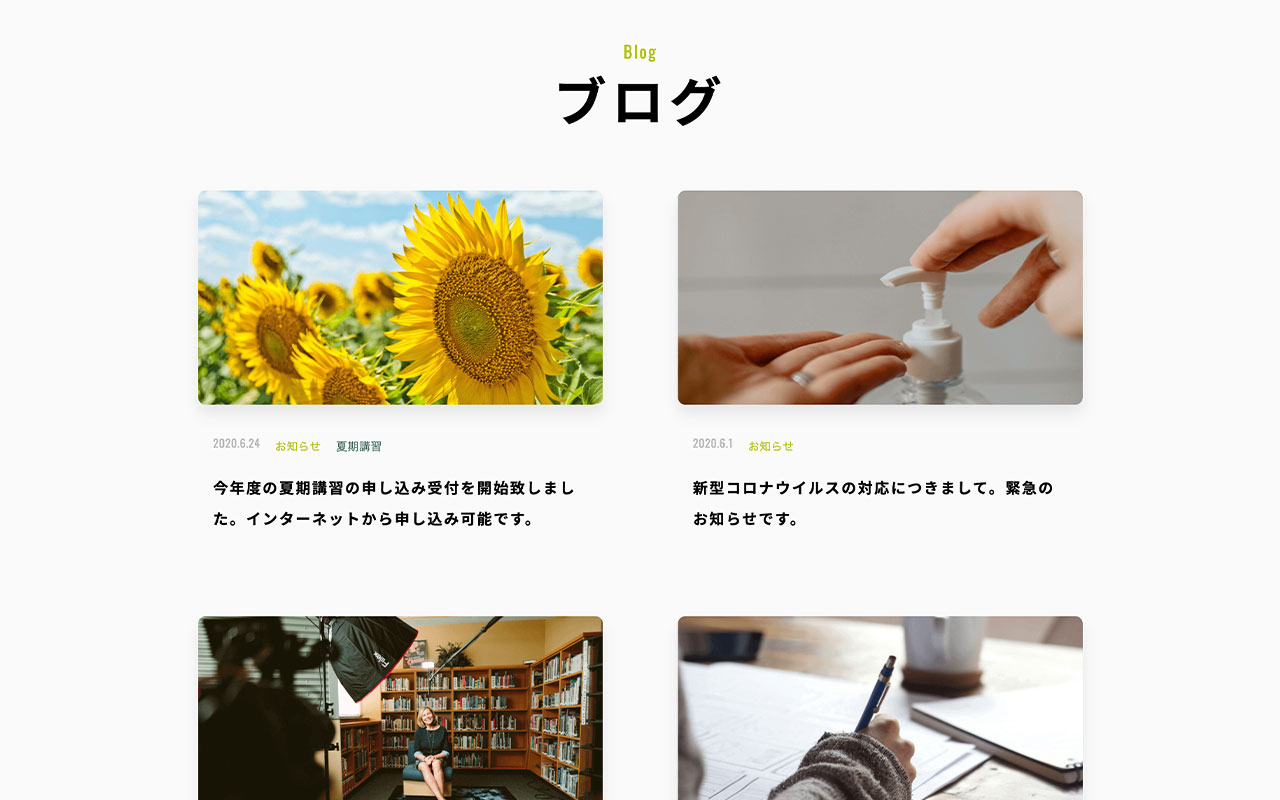 Blog
ブログ
2020.6.24 お知らせ 夏期講習
今年度の夏期講習の申し込み受付を開始致しまし
た。インターネットから申し込み可能です。
2020.6.1 お知らせ
新型コロナウイルスの対応につきまして。緊急の
お知らせです。